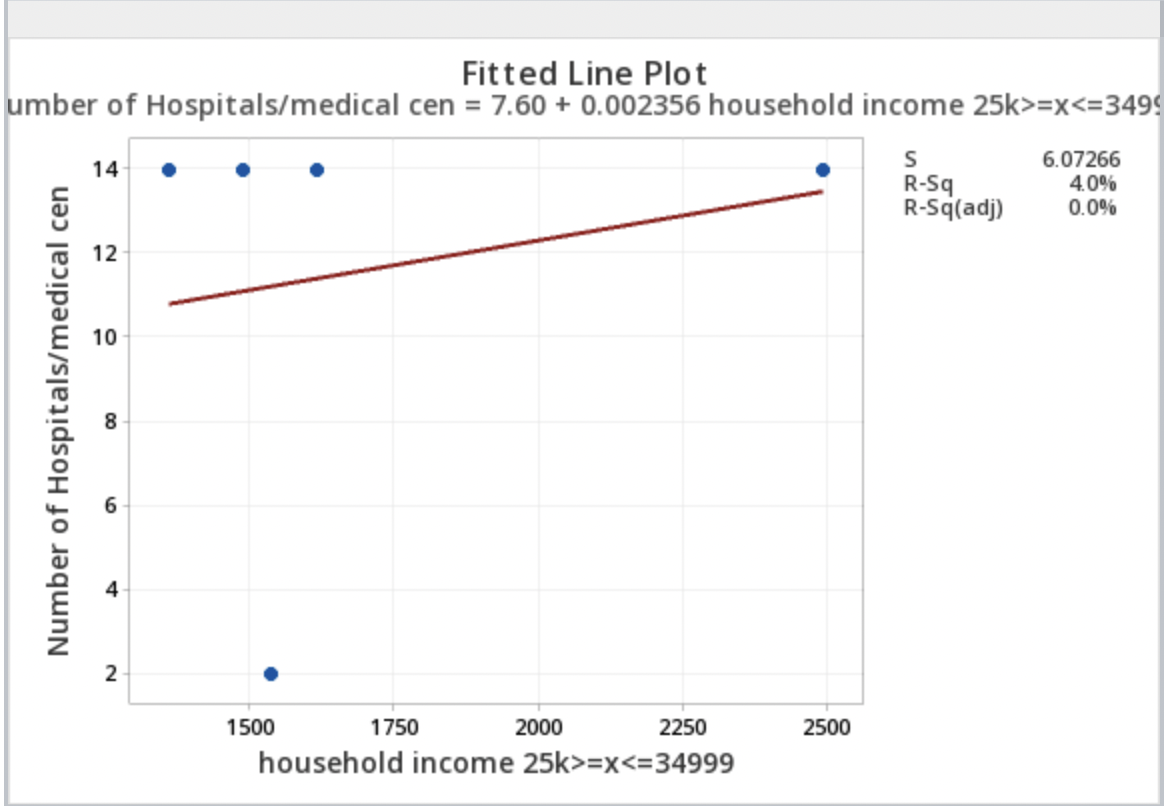 Fitted Line Plot
umber of Hospitals/medical cen = 7.60 + 0.002356 household income 25k>=x<=3499
S 6.07266
R-Sq 4.0%
R-Sq(adj) 0.0%
Number of Hospitals/medical cen
14
12
10
8
6
4
2
1500 1750 2000 2250 2500
household income 25k>=x<=34999